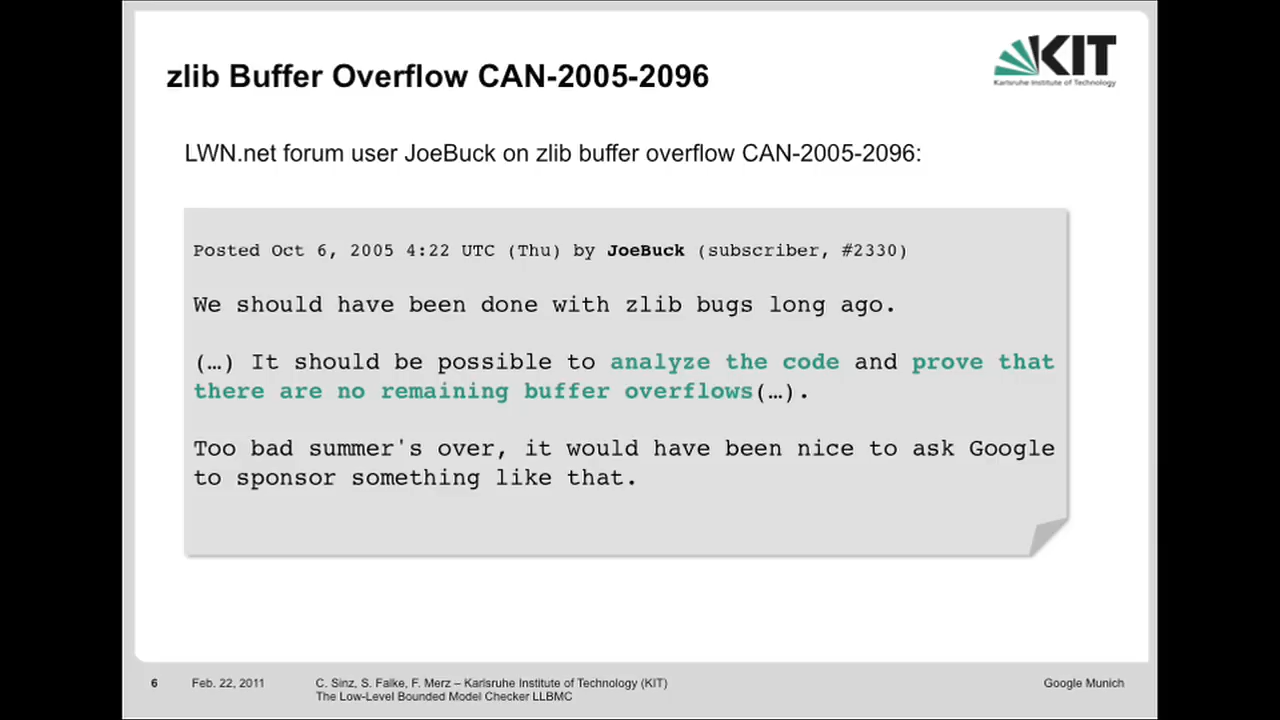 zlib Buffer Overflow CAN-2005-2096
KIT
Karlsruhe Institute of Technology
LWN.net forum user JoeBuck on zlib buffer overflow CAN-2005-2096:
Posted Oct 6, 2005 4:22 UTC (Thu) by JoeBuck (subscriber, #2330)
We should have been done with zlib bugs long ago.
(…) It should be possible to analyze the code and prove that
there are no remaining buffer overflows(…).
Too bad summer's over, it would have been nice to ask Google
to sponsor something like that.
6 Feb. 22, 2011 C. Sinz, S. Falke, F. Merz – Karlsruhe Institute of Technology (KIT) Google Munich
The Low-Level Bounded Model Checker LLBMC